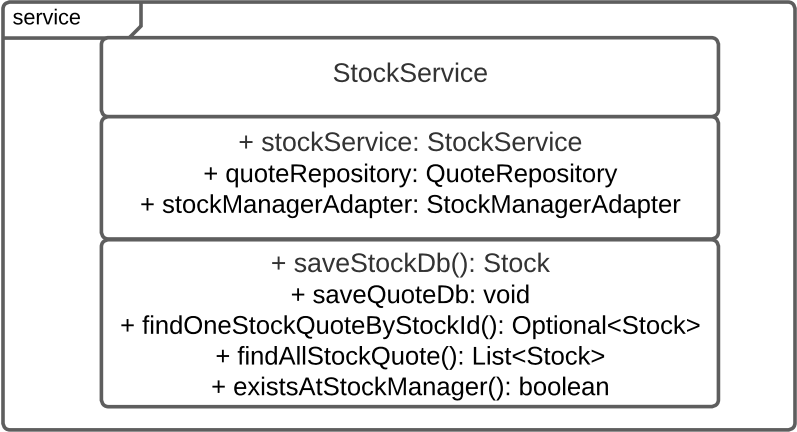 service
StockService
+ stockService: StockService
+ quoteRepository: QuoteRepository
+ stockManagerAdapter: StockManagerAdapter
+ saveStockDb(): Stock
+ saveQuoteDb: void
+ findOneStockQuoteByStockId(): Optional<Stock>
+ findAllStockQuote(): List<Stock>
+ existsAtStockManager(): boolean